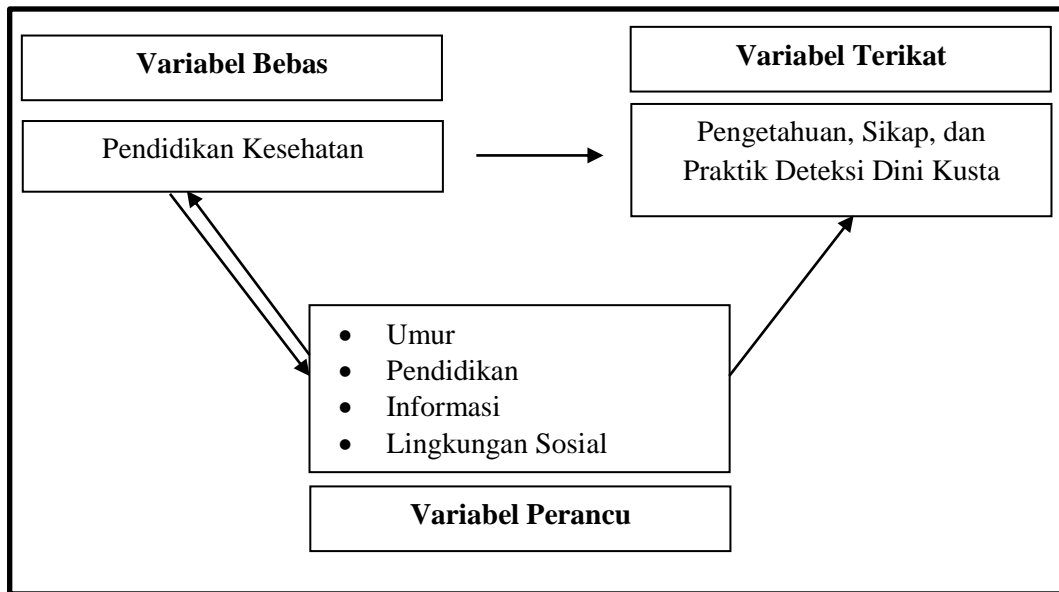 Variabel Bebas
Pendidikan Kesehatan
Variabel Terikat
Pengetahuan, Sikap, dan
Praktik Deteksi Dini Kusta
• Umur
• Pendidikan
• Informasi
• Lingkungan Sosial
Variabel Perancu